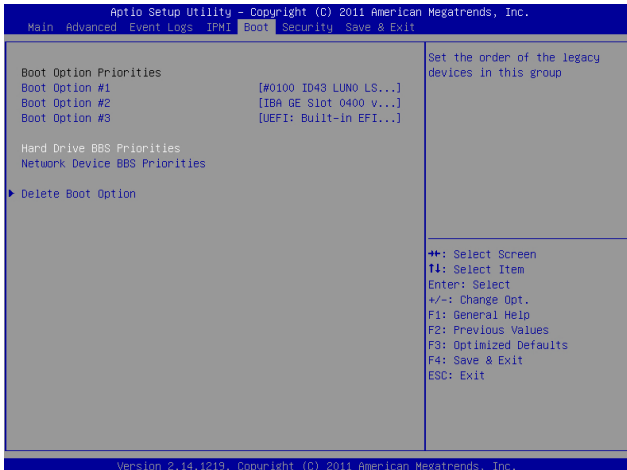 Aptio Setup Utility – Copyright (C) 2011 American Megatrends, Inc.
Main Advanced Event Logs IPMI Boot Security Save & Exit
Boot Option Priorities
Boot Option #1 [#0100 ID43 LUN0 LS...]
Boot Option #2 [IBA GE Slot 0400 v...]
Boot Option #3 [UEFI: Built-in EFI...]
Hard Drive BBS Priorities
Network Device BBS Priorities
Delete Boot Option
Set the order of the legacy
devices in this group
→←: Select Screen
↑↓: Select Item
Enter: Select
+/-: Change Opt.
F1: General Help
F2: Previous Values
F3: Optimized Defaults
F4: Save & Exit
ESC: Exit
Version 2.14.1219. Copyright (C) 2011 American Megatrends, Inc.